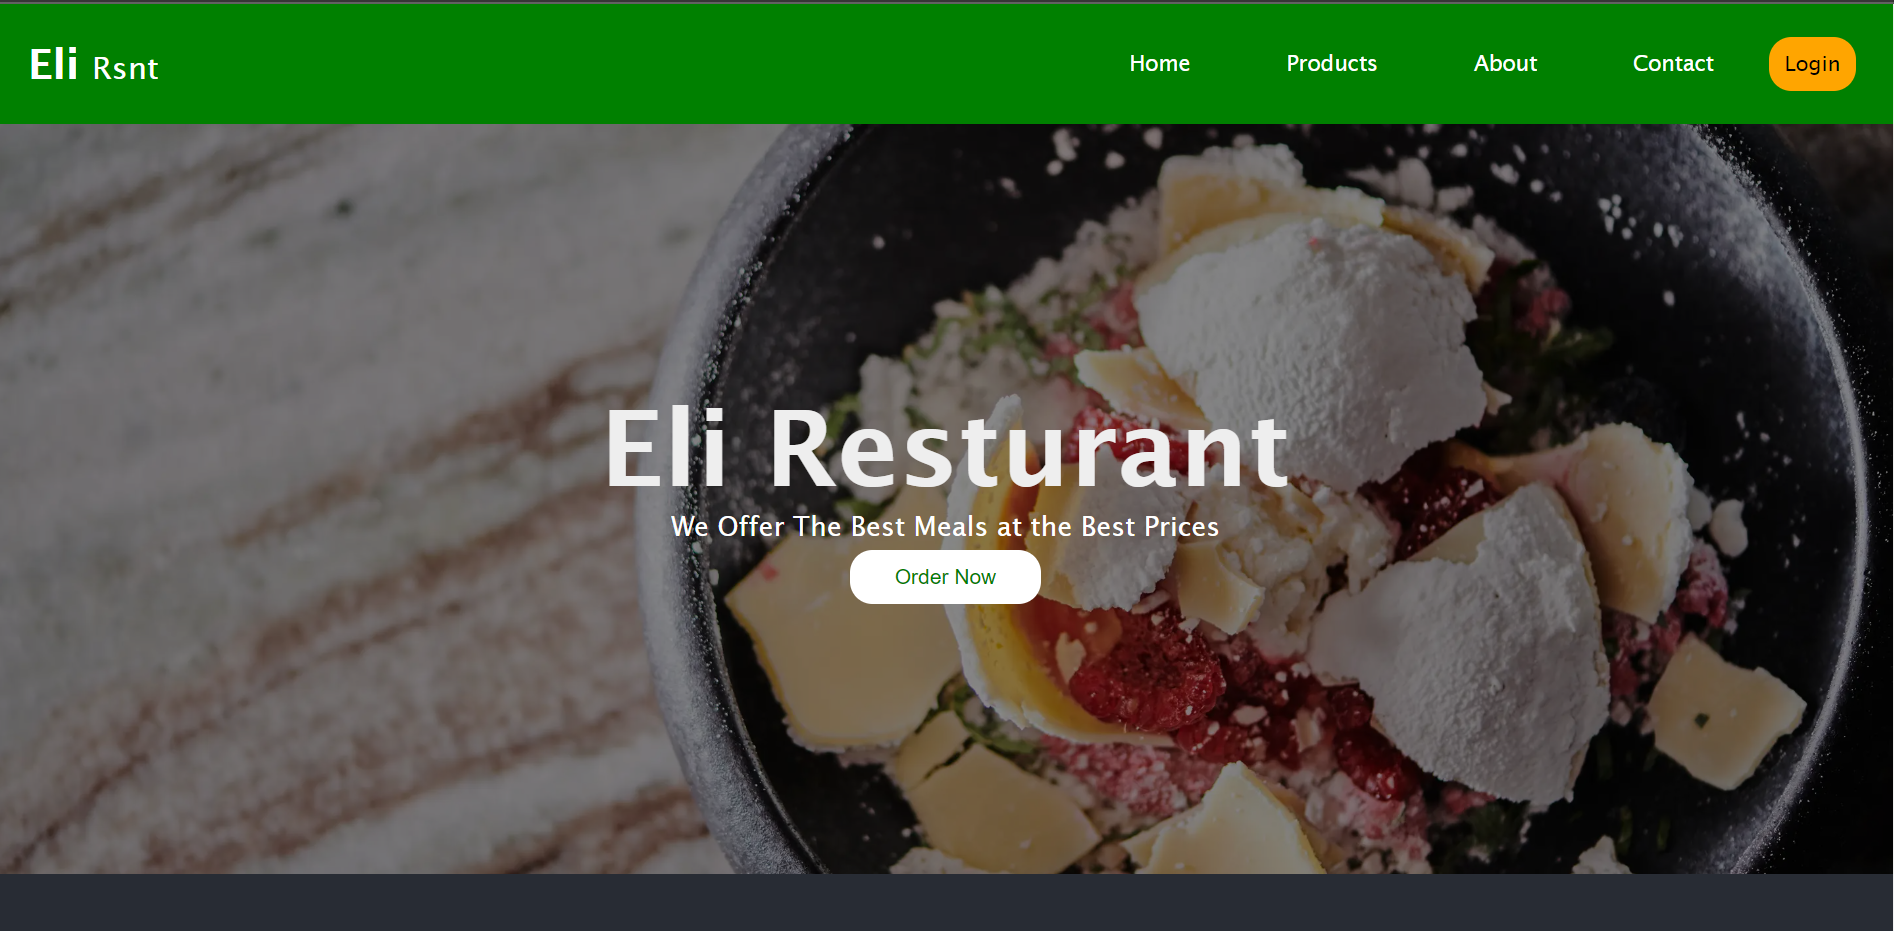 Eli Rsnt
Home Products About Contact Login
Eli Resturant
We Offer The Best Meals at the Best Prices
Order Now